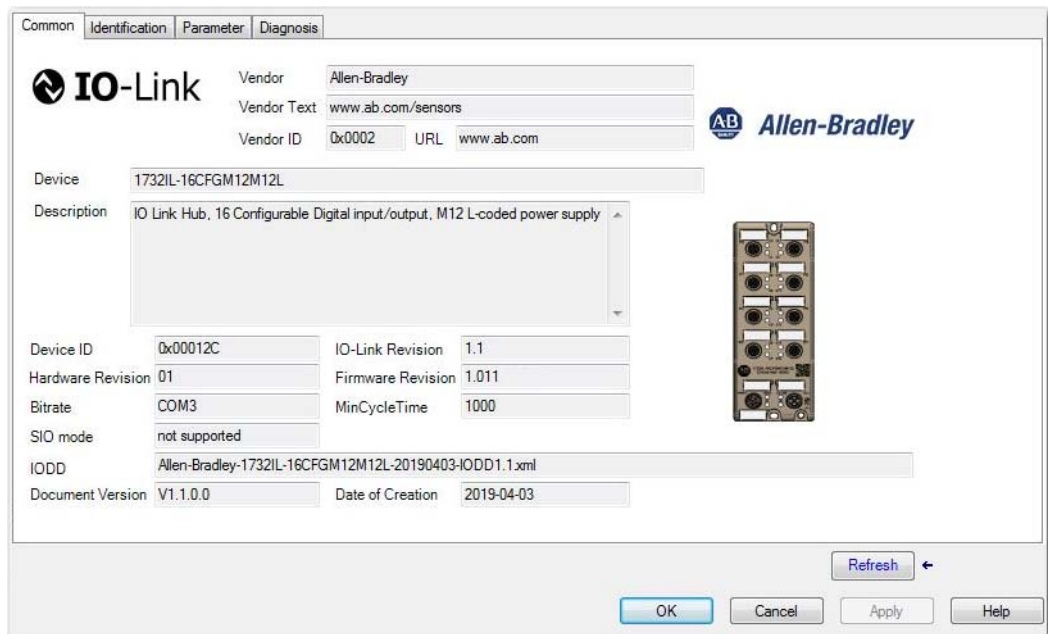 Common Identification Parameter Diagnosis
IO-Link
Vendor Allen-Bradley
Vendor Text www.ab.com/sensors
Vendor ID 0x0002 URL www.ab.com
AB Allen-Bradley
Device 1732IL-16CFGM12M12L
Description IO Link Hub, 16 Configurable Digital input/output, M12 L-coded power supply
Device ID 0x00012C IO-Link Revision 1.1
Hardware Revision 01 Firmware Revision 1.011
Bitrate COM3 MinCycleTime 1000
SIO mode not supported
IODD Allen-Bradley-1732IL-16CFGM12M12L-20190403-IODD1.1.xml
Document Version V1.1.0.0 Date of Creation 2019-04-03
Refresh
OK Cancel Apply Help